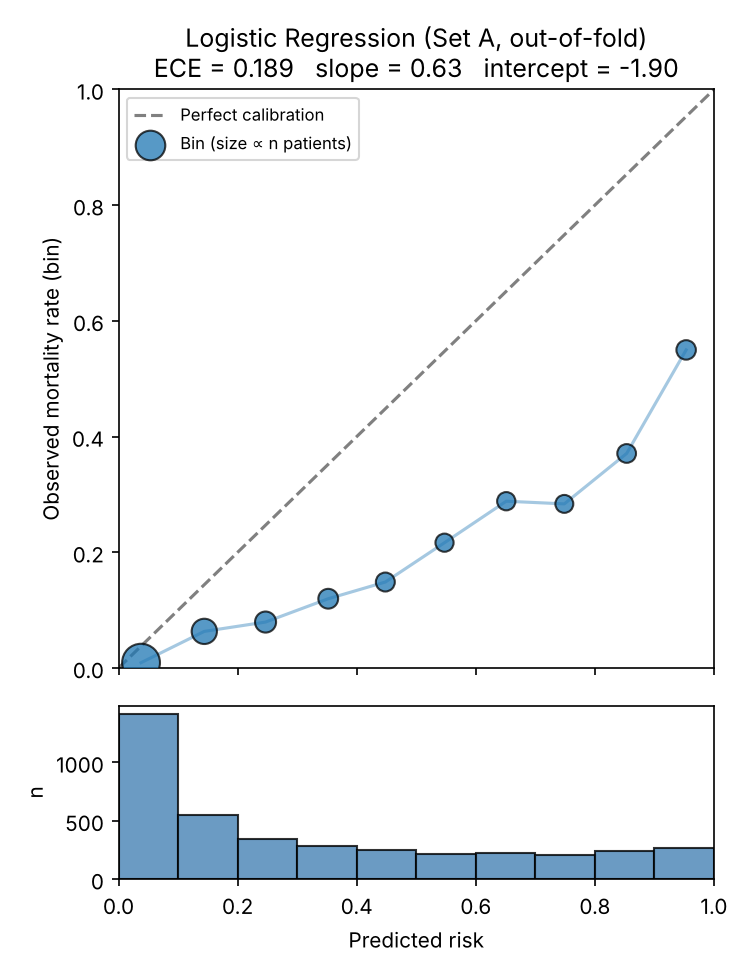 Logistic Regression (Set A, out-of-fold)
ECE = 0.189   slope = 0.63   intercept = -1.90
1.0
Perfect calibration
Bin (size ∝ n patients)
0.8
0.6
0.4
0.2
0.0
Observed mortality rate (bin)
1000
500
0
n
0.0 0.2 0.4 0.6 0.8 1.0
Predicted risk